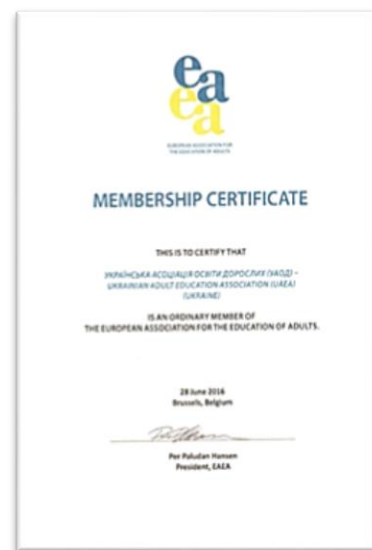 ea
ea
EUROPEAN ASSOCIATION FOR
THE EDUCATION OF ADULTS
MEMBERSHIP CERTIFICATE
THIS IS TO CERTIFY THAT
УКРАЇНСЬКА АСОЦІАЦІЯ ОСВІТИ ДОРОСЛИХ (УАОД) –
UKRAINIAN ADULT EDUCATION ASSOCIATION (UAEA)
(UKRAINE)
IS AN ORDINARY MEMBER OF
THE EUROPEAN ASSOCIATION FOR THE EDUCATION OF ADULTS.
28 June 2016
Brussels, Belgium
Per Paludan Hansen
President, EAEA